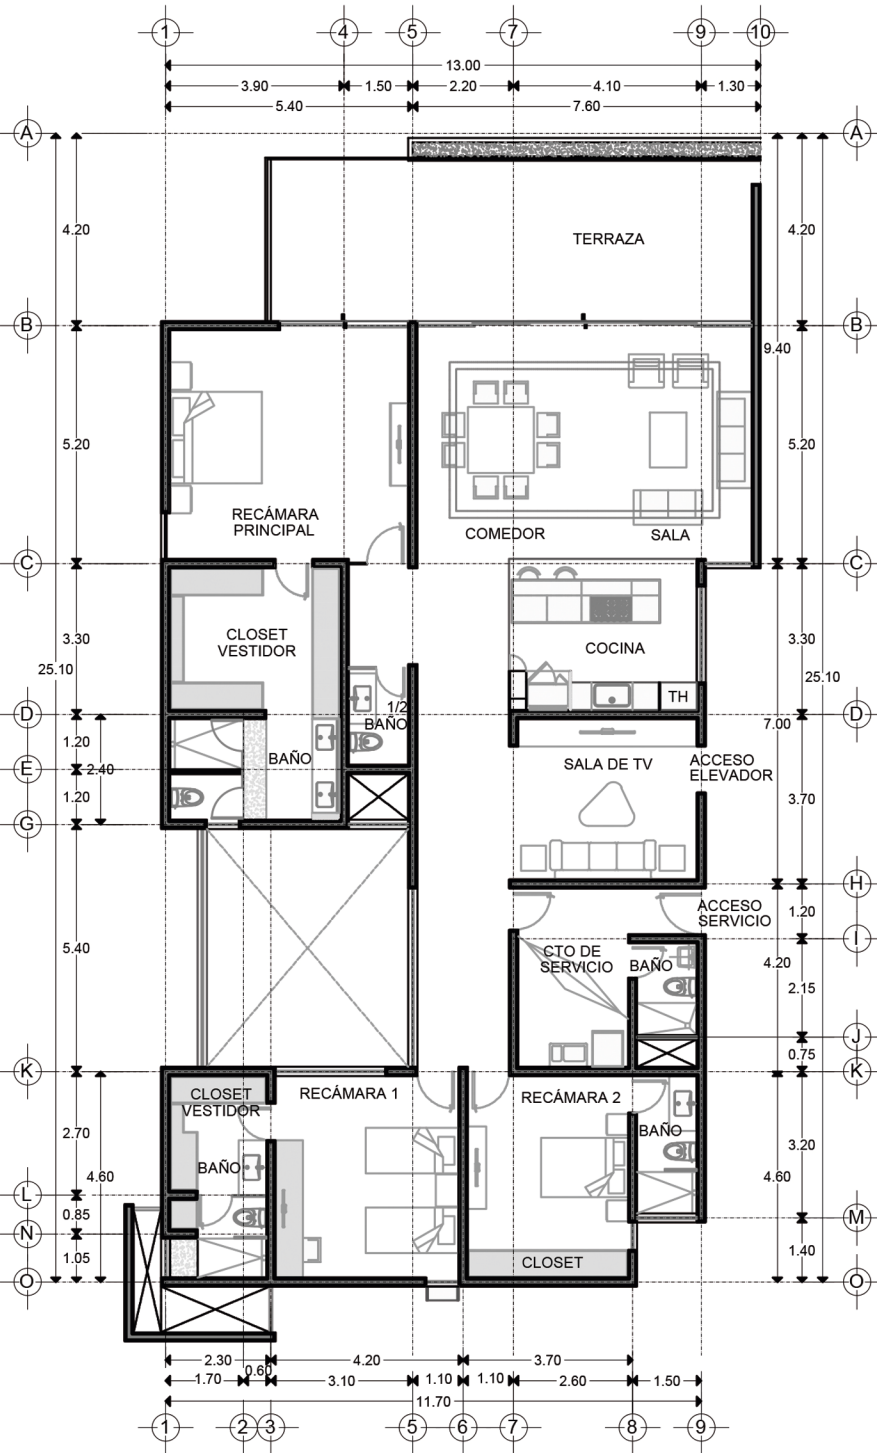 1 4 5 7 9 10
13.00
3.90 1.50 2.20 4.10 1.30
5.40 7.60
A A
4.20 TERRAZA 4.20
B B
9.40
5.20 5.20
RECÁMARA
PRINCIPAL
COMEDOR SALA
C C
CLOSET
VESTIDOR
3.30 COCINA 3.30
25.10 25.10
TH
1/2
BAÑO
D D
7.00
1.20 BAÑO SALA DE TV ACCESO
ELEVADOR
E 2.40
1.20 3.70
G
H
ACCESO
SERVICIO
1.20
I
5.40 CTO DE
SERVICIO
BAÑO 4.20
2.15
J
0.75
K K
CLOSET
VESTIDOR
RECÁMARA 1 RECÁMARA 2
2.70 BAÑO 3.20
4.60 BAÑO 4.60
L
0.85 M
N
1.05 CLOSET 1.40
O O
2.30 4.20 3.70
0.60
1.70 3.10 1.10 1.10 2.60 1.50
11.70
1 2 3 5 6 7 8 9